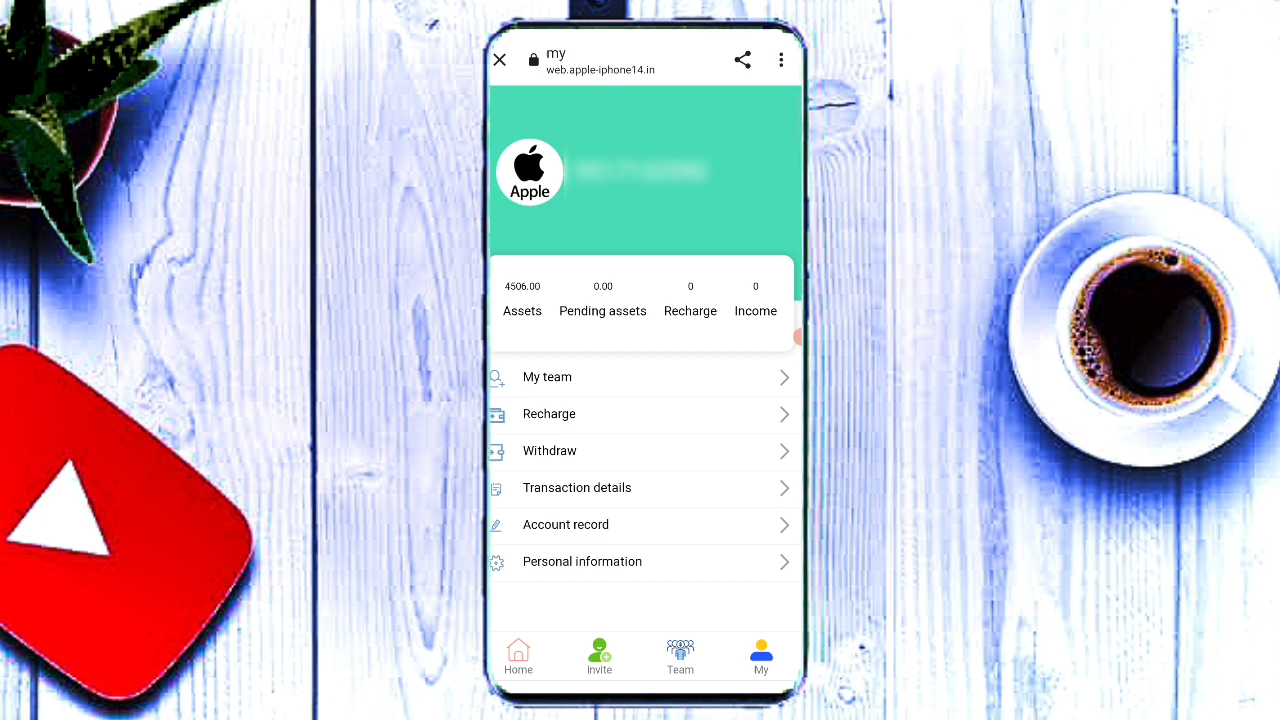 my
web.apple-iphone14.in
Apple
4506.00 0.00 0 0
Assets Pending assets Recharge Income
My team
Recharge
Withdraw
Transaction details
Account record
Personal information
Home Invite Team My